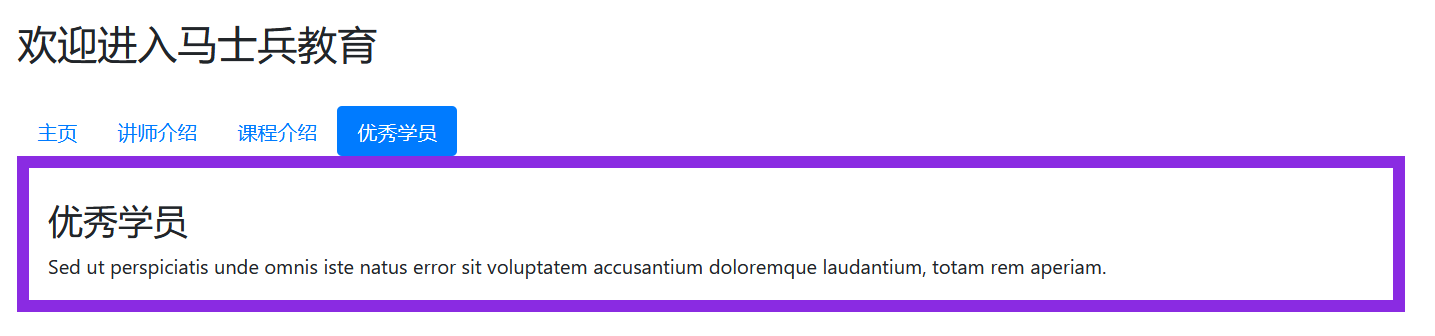 欢迎进入马士兵教育
主页 讲师介绍 课程介绍 优秀学员
优秀学员
Sed ut perspiciatis unde omnis iste natus error sit voluptatem accusantium doloremque laudantium, totam rem aperiam.